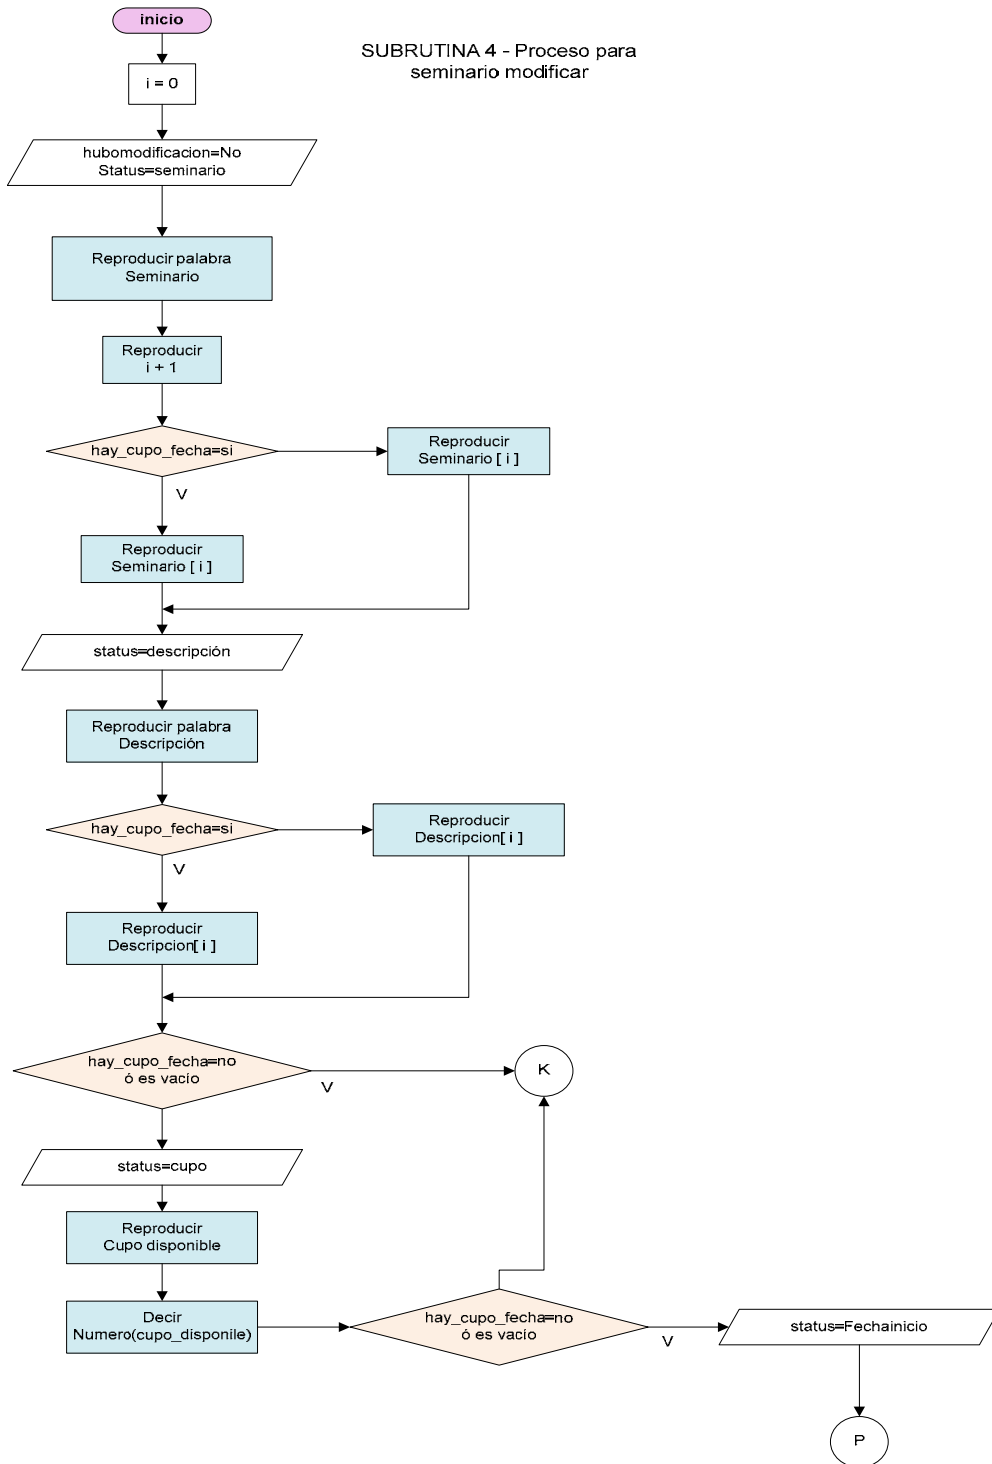 inicio
SUBRUTINA 4 - Proceso para
seminario modificar
i = 0
hubomodificacion=No
Status=seminario
Reproducir palabra
Seminario
Reproducir
i + 1
hay_cupo_fecha=si
V
Reproducir
Seminario [ i ]
Reproducir
Seminario [ i ]
status=descripción
Reproducir palabra
Descripción
hay_cupo_fecha=si
V
Reproducir
Descripcion[ i ]
Reproducir
Descripcion[ i ]
hay_cupo_fecha=no
ó es vacío
V
K
status=cupo
Reproducir
Cupo disponible
Decir
Numero(cupo_disponile)
hay_cupo_fecha=no
ó es vacío
V
status=Fechainicio
P